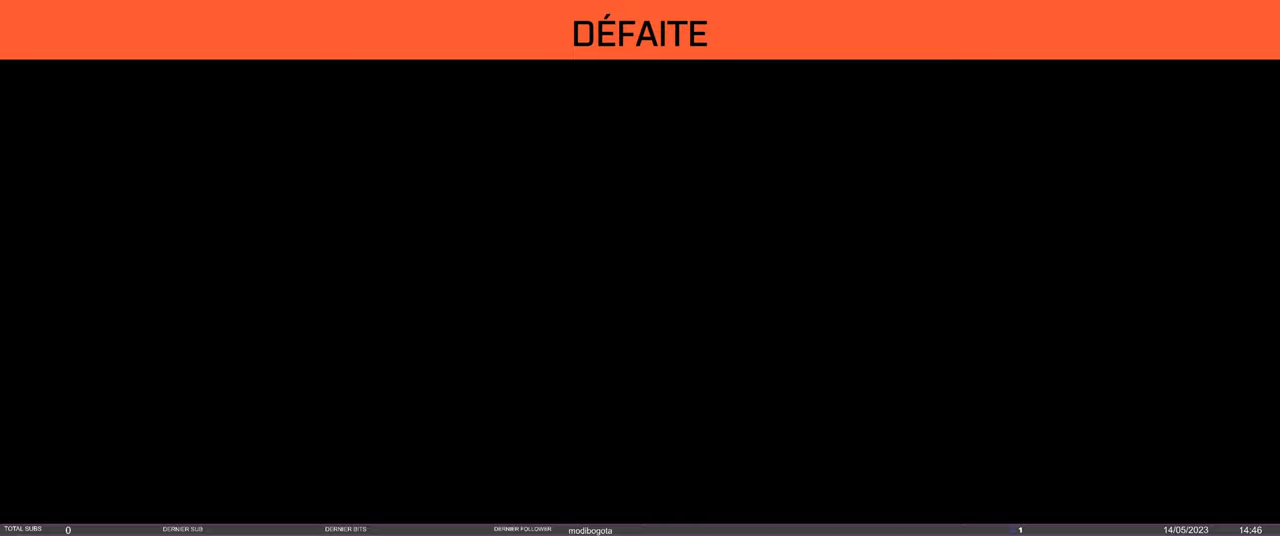 DÉFAITE
TOTAL SUBS 0 DERNIER SUB DERNIER BITS DERNIER FOLLOWER modibogota 1 14/05/2023 14:46